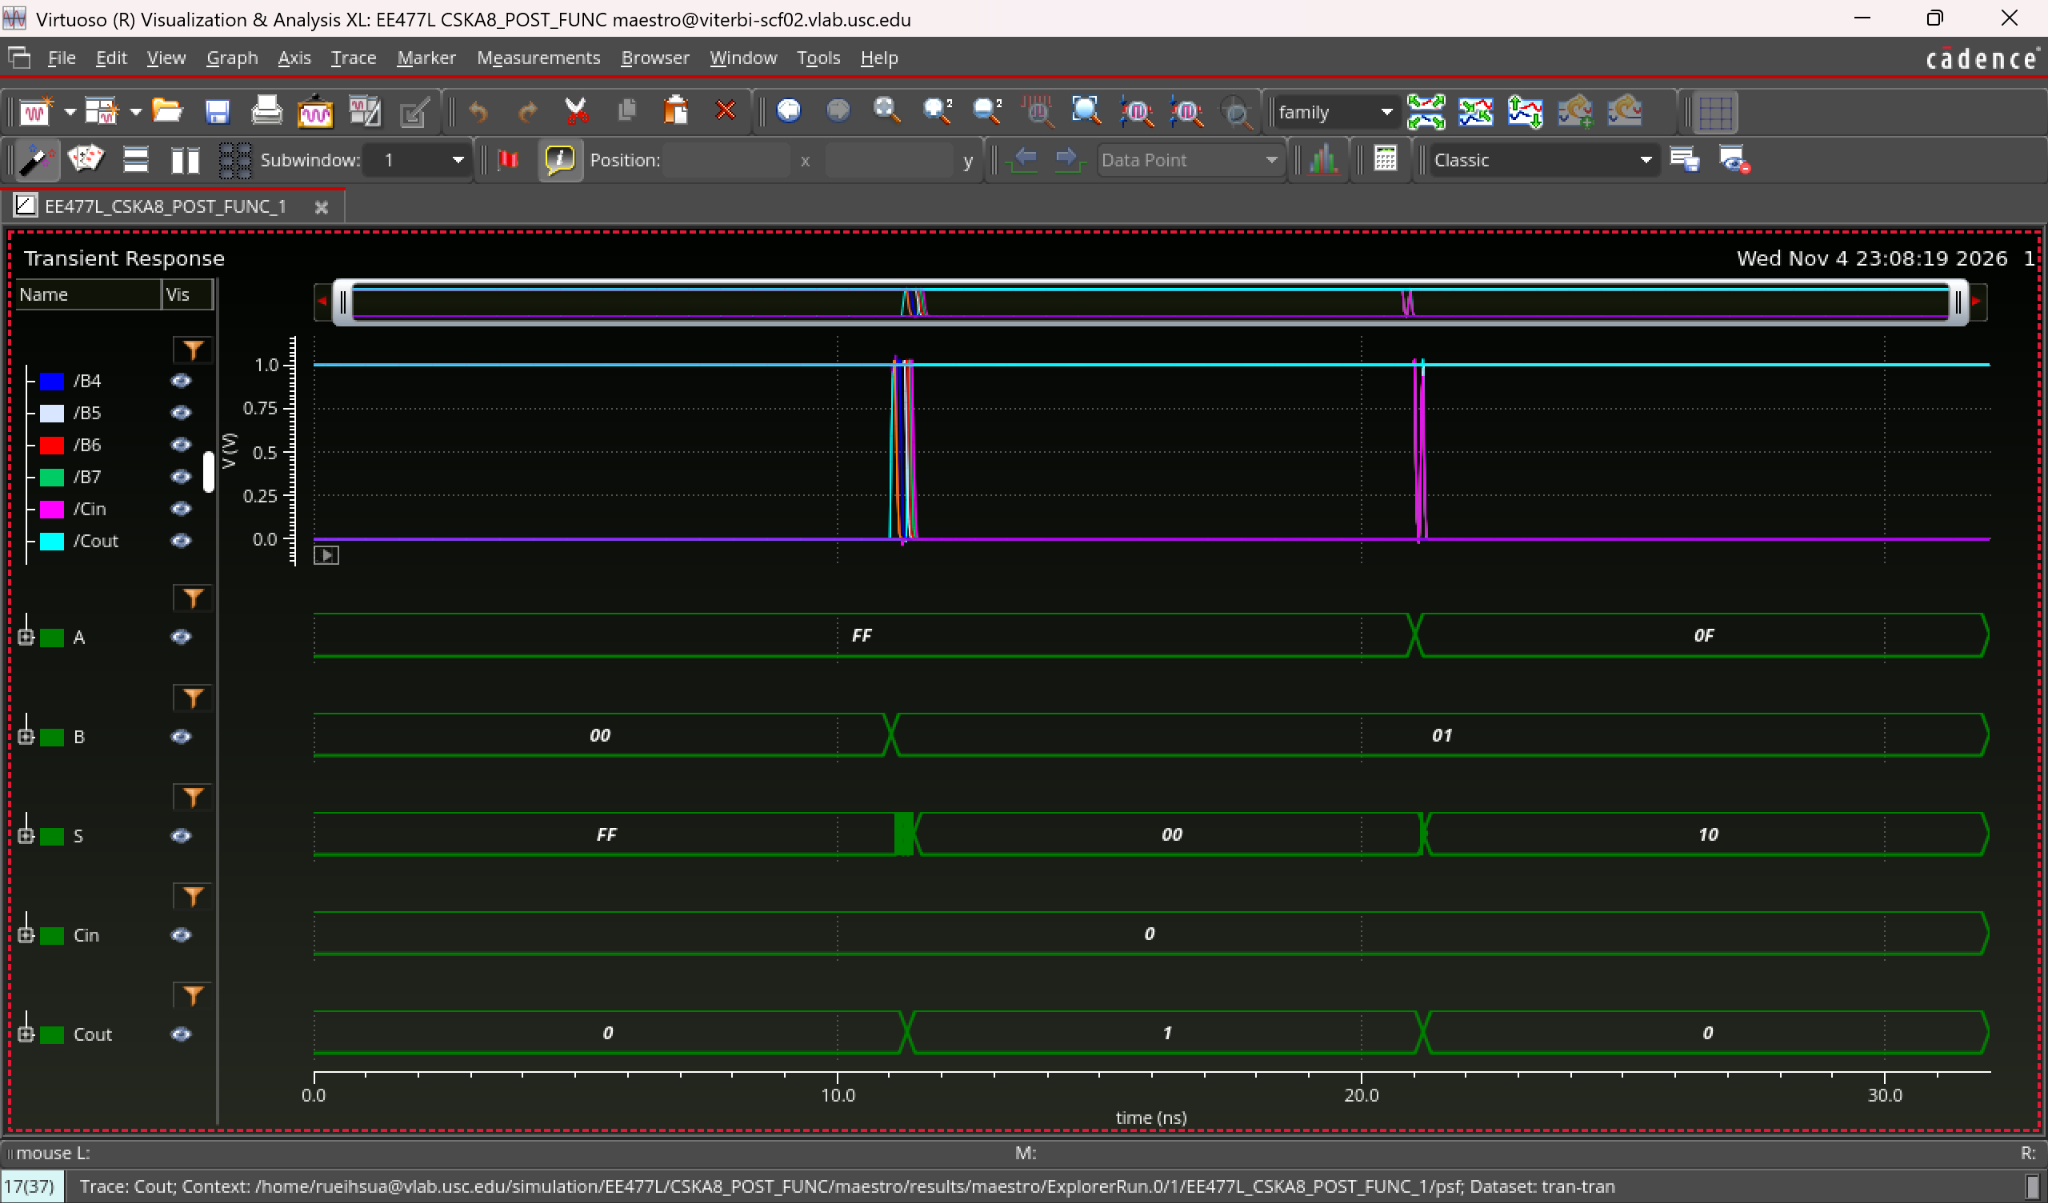 Virtuoso (R) Visualization & Analysis XL: EE477L CSKA8_POST_FUNC maestro@viterbi-scf02.vlab.usc.edu
File Edit View Graph Axis Trace Marker Measurements Browser Window Tools Help
cādence
family
Subwindow: 1 Position: x y Data Point Classic
EE477L_CSKA8_POST_FUNC_1
Transient Response
Wed Nov 4 23:08:19 2026 1
Name Vis
/B4
/B5
/B6
/B7
/Cin
/Cout
V (V)
1.0
0.75
0.5
0.25
0.0
A FF 0F
B 00 01
S FF 00 10
Cin 0
Cout 0 1 0
0.0 10.0 20.0 30.0
time (ns)
mouse L: M: R:
17(37) Trace: Cout; Context: /home/rueihsua@vlab.usc.edu/simulation/EE477L/CSKA8_POST_FUNC/maestro/results/maestro/ExplorerRun.0/1/EE477L_CSKA8_POST_FUNC_1/psf; Dataset: tran-tran